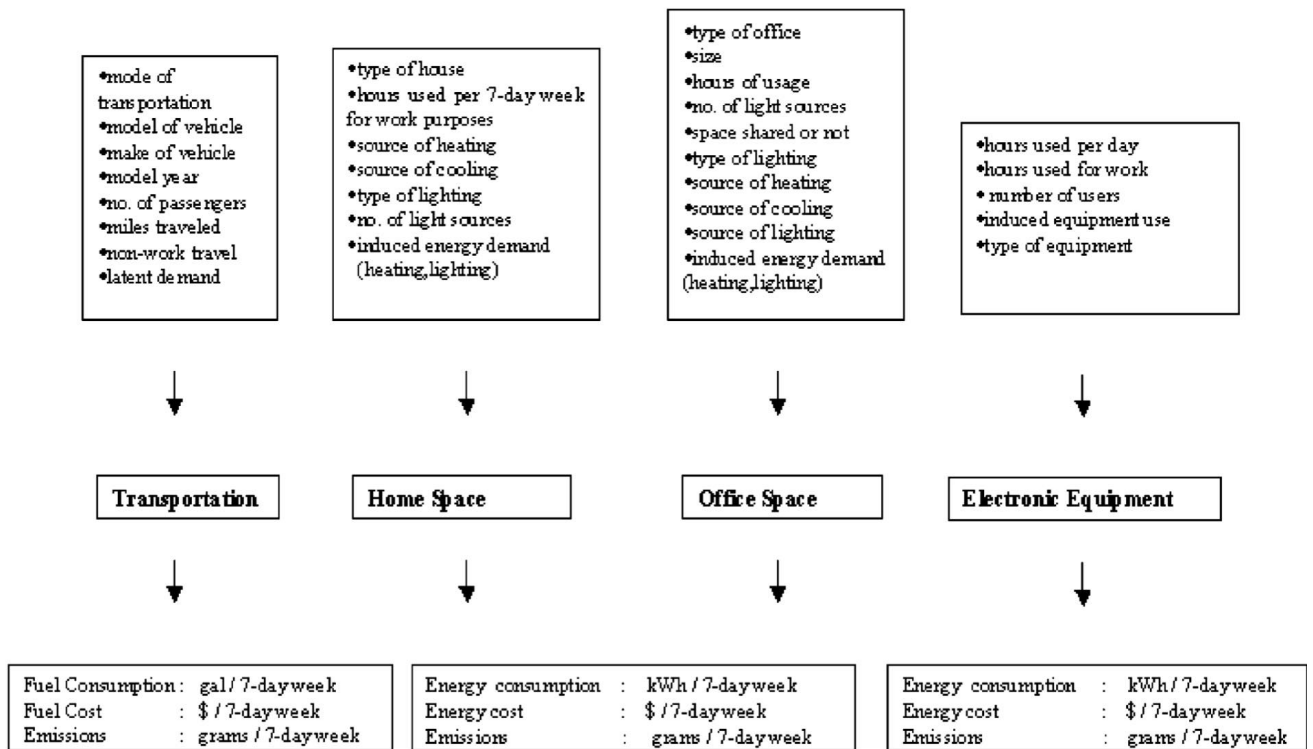 •mode of
transportation
•model of vehicle
•make of vehicle
•model year
•no. of passengers
•miles traveled
•non-work travel
•latent demand
•type of house
•hours used per 7-day week
for work purposes
•source of heating
•source of cooling
•type of lighting
•no. of light sources
•induced energy demand
(heating,lighting)
•type of office
•size
•hours of usage
•no. of light sources
•space shared or not
•type of lighting
•source of heating
•source of cooling
•source of lighting
•induced energy demand
(heating,lighting)
•hours used per day
•hours used for work
• number of users
•induced equipment use
•type of equipment
Transportation
Home Space
Office Space
Electronic Equipment
Fuel Consumption : gal / 7-day week
Fuel Cost : $ / 7-day week
Emissions : grams / 7-day week
Energy consumption : kWh / 7-day week
Energy cost : $ / 7-day week
Emissions : grams / 7-day week
Energy consumption : kWh / 7-day week
Energy cost : $ / 7-day week
Emissions : grams / 7-day week